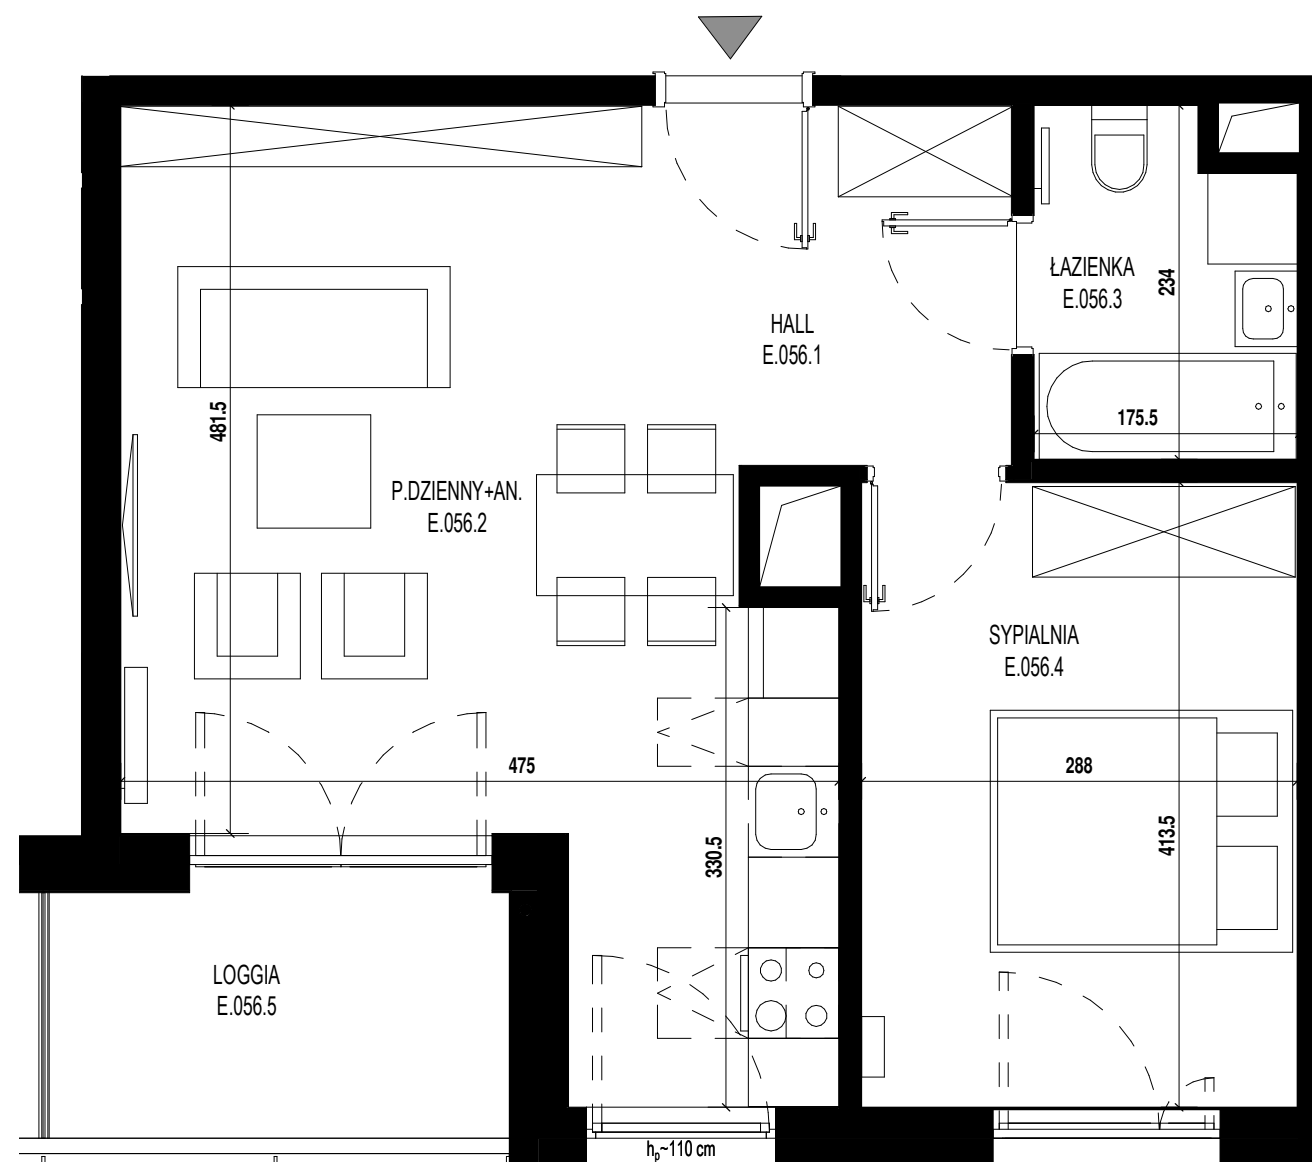 ŁAZIENKA
E.056.3
234
HALL
E.056.1
481.5
175.5
P.DZIENNY+AN.
E.056.2
SYPIALNIA
E.056.4
475
288
330.5
413.5
LOGGIA
E.056.5
hₚ~110 cm